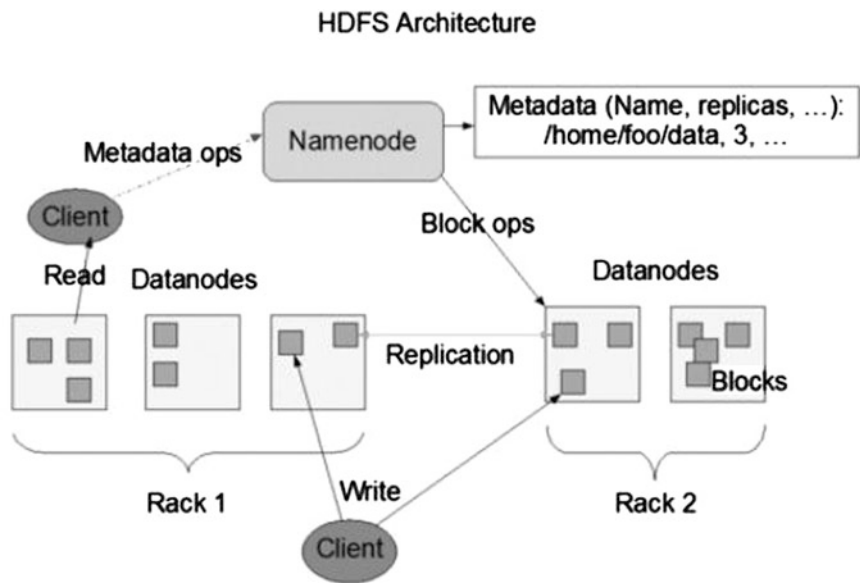 HDFS Architecture
Metadata (Name, replicas, ...):
/home/foo/data, 3, ...
Namenode
Metadata ops
Client
Block ops
Read
Datanodes
Datanodes
Replication
Blocks
Rack 1
Write
Rack 2
Client